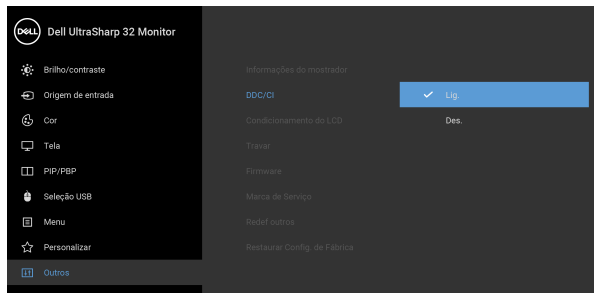 DELL Dell UltraSharp 32 Monitor
Brilho/contraste
Origem de entrada
Cor
Tela
PIP/PBP
Seleção USB
Menu
Personalizar
Outros
Informações do mostrador
DDC/CI
Condicionamento do LCD
Travar
Firmware
Marca de Serviço
Redef outros
Restaurar Config. de Fábrica
Lig.
Des.